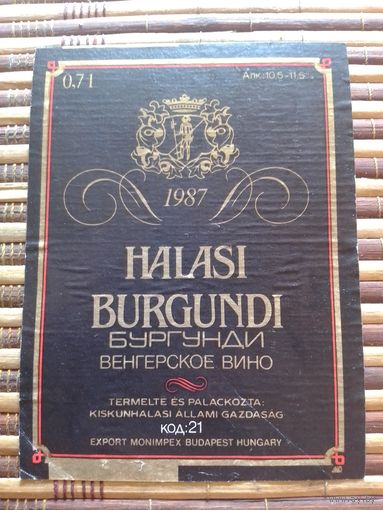 0,7 l
Алк.: 10,5-11,5
1987
HALASI
BURGUNDI
БУРГУНДИ
ВЕНГЕРСКОЕ ВИНО
TERMELTE ÉS PALACKOZTA:
KISKUNHALASI ÁLLAMI GAZDASÁG
КОД: 21
EXPORT MONIMPEX BUDAPEST HUNGARY